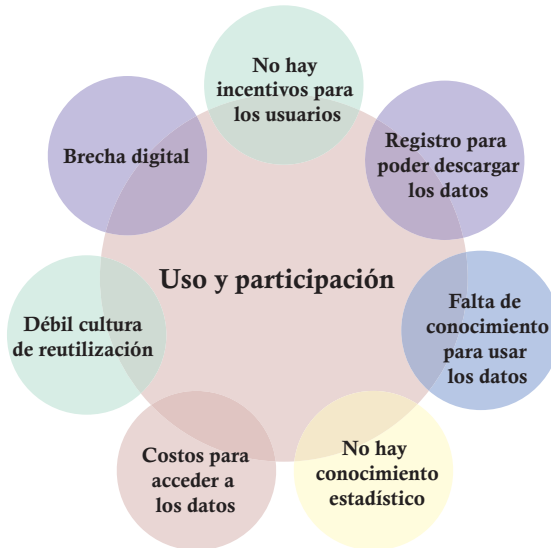 No hay
incentivos para
los usuarios
Brecha digital
Registro para
poder descargar
los datos
Uso y participación
Débil cultura
de reutilización
Falta de
conocimiento
para usar
los datos
Costos para
acceder a
los datos
No hay
conocimiento
estadístico